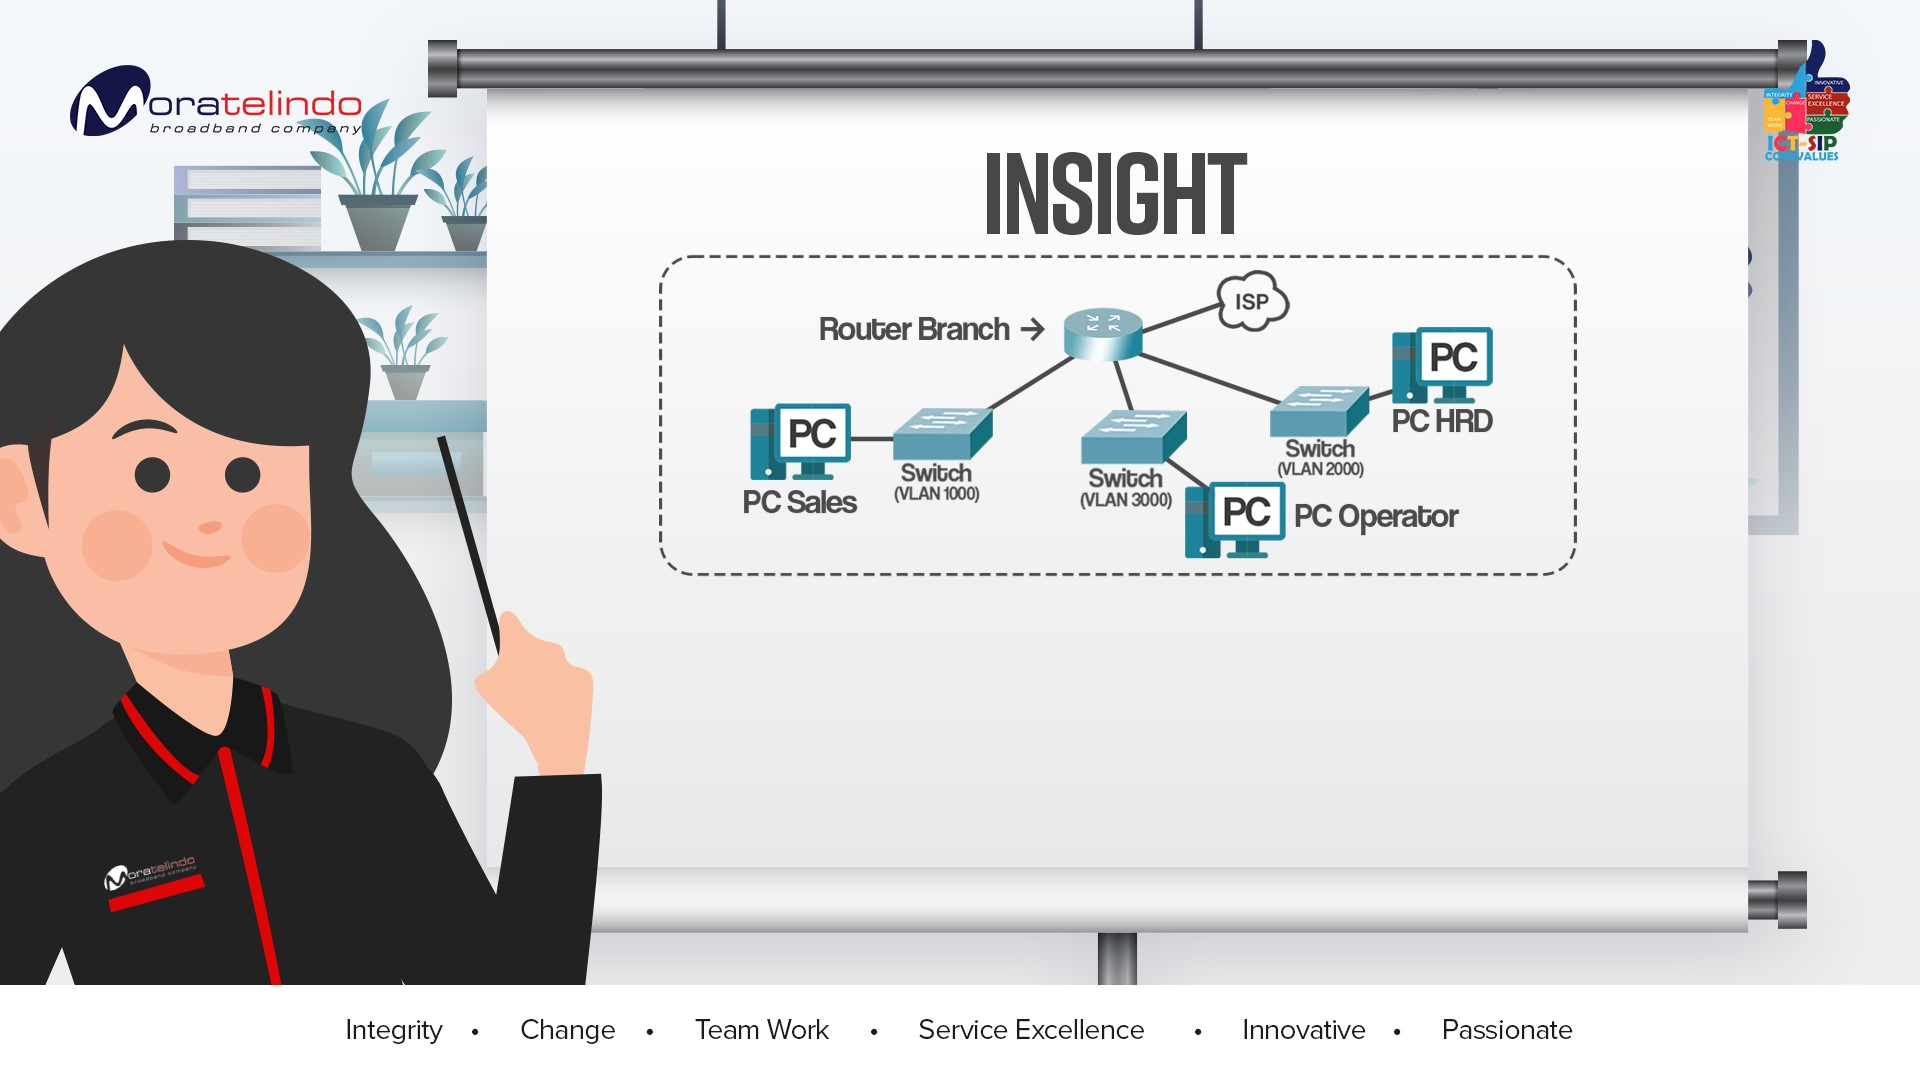 Moratelindo
broadband company
INNOVATIVE
INTEGRITY
CHANGE
SERVICE
EXCELLENCE
TEAM
WORK
PASSIONATE
ICT-SIP
CORE VALUES
INSIGHT
Router Branch →
ISP
PC
PC HRD
PC
PC Sales
Switch
(VLAN 1000)
Switch
(VLAN 3000)
Switch
(VLAN 2000)
PC
PC Operator
Moratelindo
broadband company
Integrity • Change • Team Work • Service Excellence • Innovative • Passionate